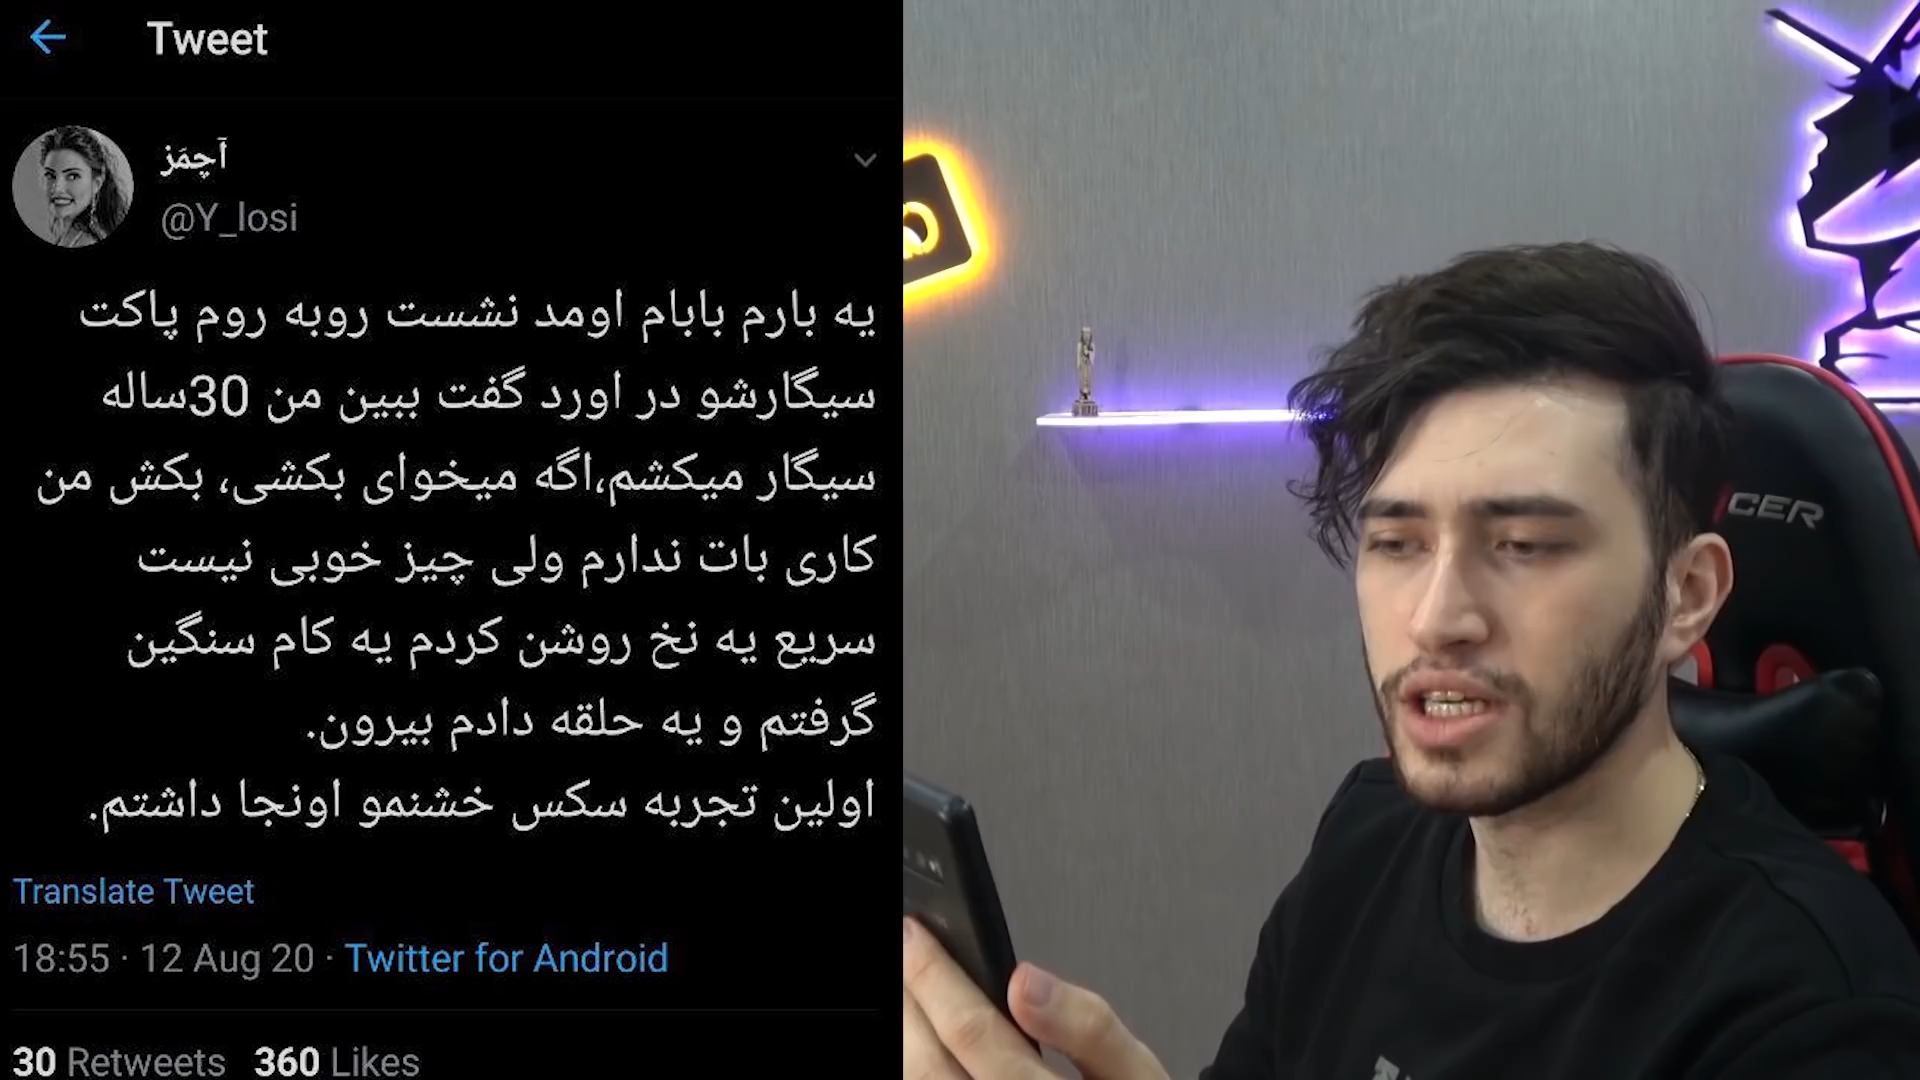 Tweet
آچمَز
@Y_losi
یه بارم بابام اومد نشست روبه روم پاکت
سیگارشو در اورد گفت ببین من 30ساله
سیگار میکشم،اگه میخوای بکشی، بکش من
کاری بات ندارم ولی چیز خوبی نیست
سریع یه نخ روشن کردم یه کام سنگین
گرفتم و یه حلقه دادم بیرون.
اولین تجربه سکس خشنمو اونجا داشتم.
Translate Tweet
18:55 · 12 Aug 20 · Twitter for Android
30 Retweets 360 Likes
CER